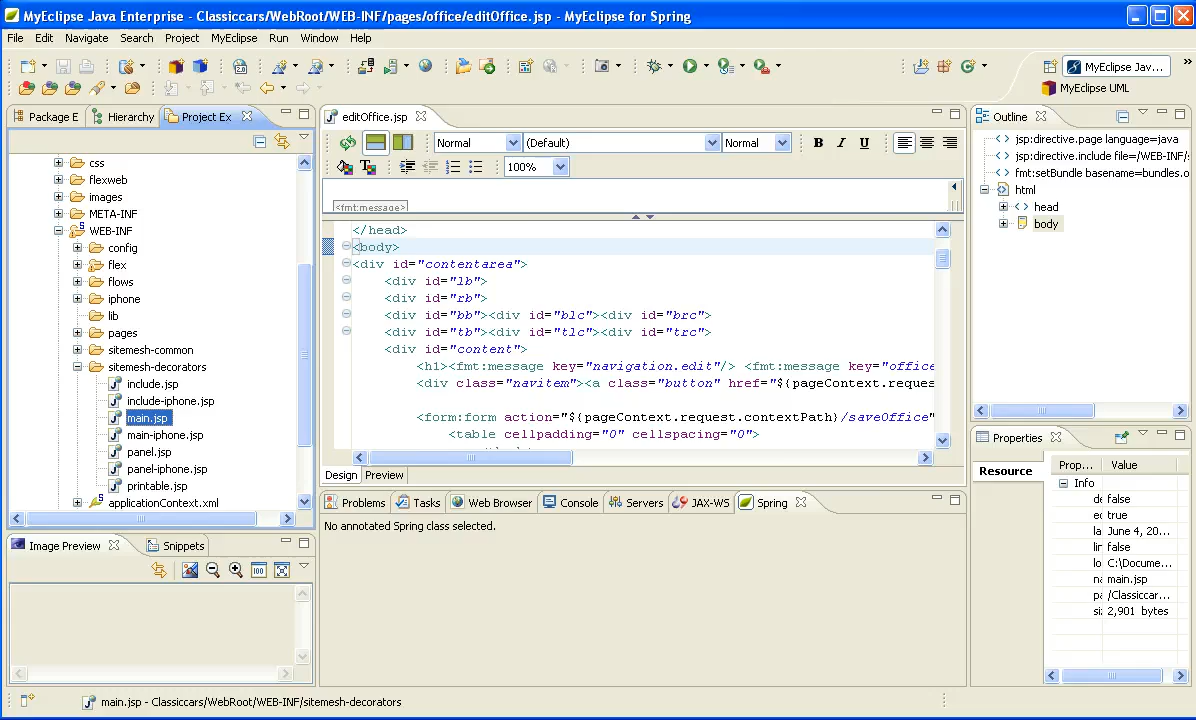 MyEclipse Java Enterprise - Classiccars/WebRoot/WEB-INF/pages/office/editOffice.jsp - MyEclipse for Spring
File Edit Navigate Search Project MyEclipse Run Window Help
MyEclipse Jav...
MyEclipse UML
Package E
Hierarchy
Project Ex
css
flexweb
images
META-INF
WEB-INF
config
flex
flows
iphone
lib
pages
sitemesh-common
sitemesh-decorators
include.jsp
include-iphone.jsp
main.jsp
main-iphone.jsp
panel.jsp
panel-iphone.jsp
printable.jsp
applicationContext.xml
Image Preview
Snippets
editOffice.jsp
Normal (Default) Normal B I U
100%
<fmt:message>
</head>
<body>
<div id="contentarea">
<div id="lb">
<div id="rb">
<div id="bb"><div id="blc"><div id="brc">
<div id="tb"><div id="tlc"><div id="trc">
<div id="content">
<h1><fmt:message key="navigation.edit"/> <fmt:message key="office
<div class="navitem"><a class="button" href="${pageContext.reques
<form:form action="${pageContext.request.contextPath}/saveOffice"
<table cellpadding="0" cellspacing="0">
Design Preview
Problems Tasks Web Browser Console Servers JAX-WS Spring
No annotated Spring class selected.
Outline
jsp:directive.page language=java
jsp:directive.include file=/WEB-INF/s
fmt:setBundle basename=bundles.o
html
head
body
Properties
Resource
Prop... Value
Info
false
true
June 4, 20...
false
C:\Docume...
main.jsp
/Classiccar...
2,901 bytes
main.jsp - Classiccars/WebRoot/WEB-INF/sitemesh-decorators